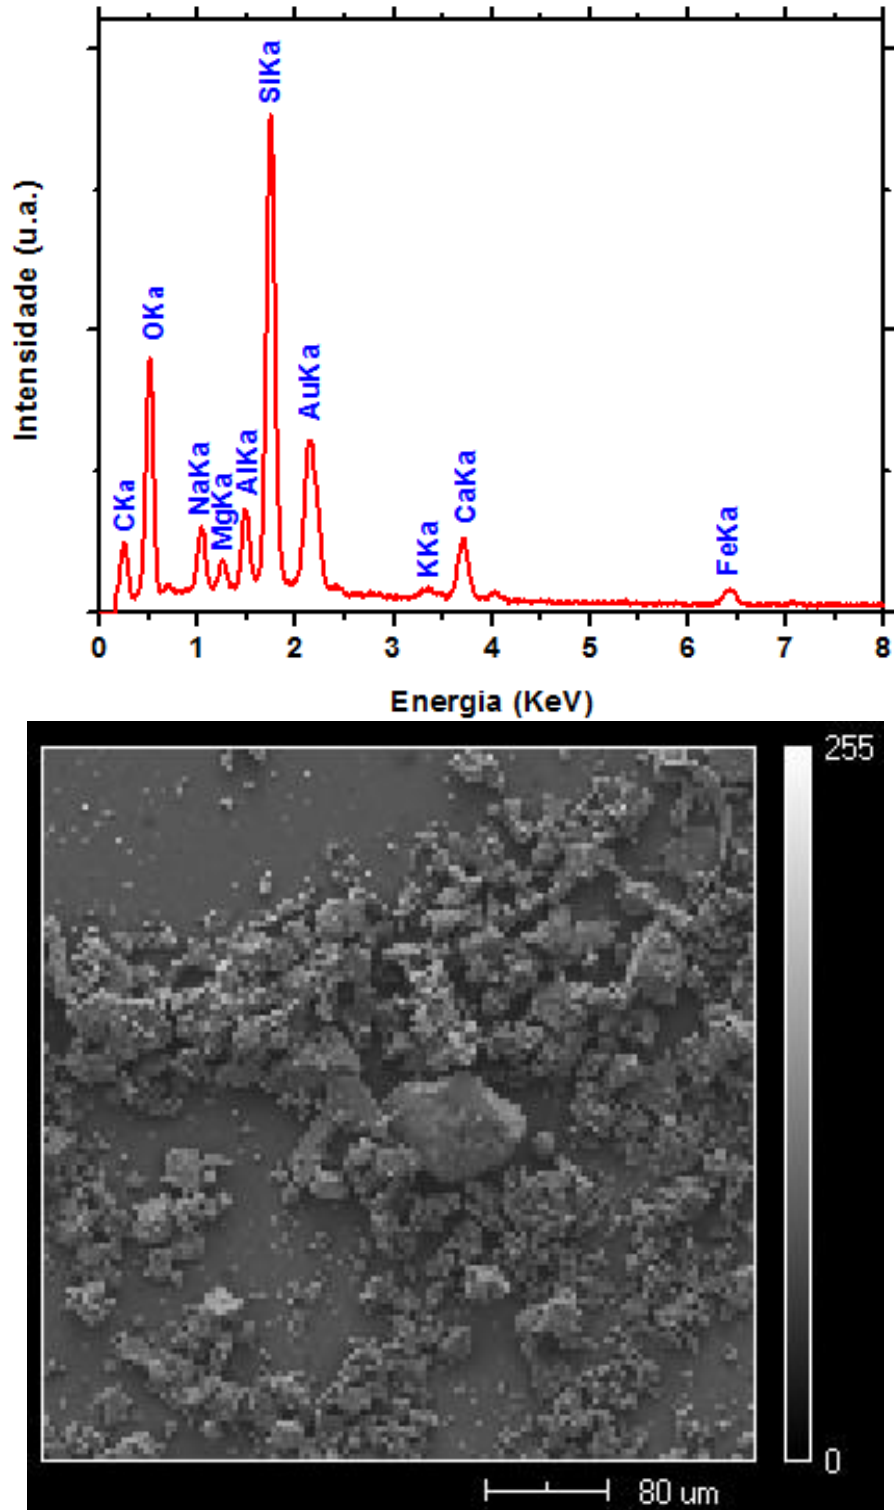 Intensidade (u.a.)
CKa
OKa
NaKa
MgKa
AlKa
SiKa
AuKa
KKa
CaKa
FeKa
0 1 2 3 4 5 6 7 8
Energia (KeV)
255
0
80 um